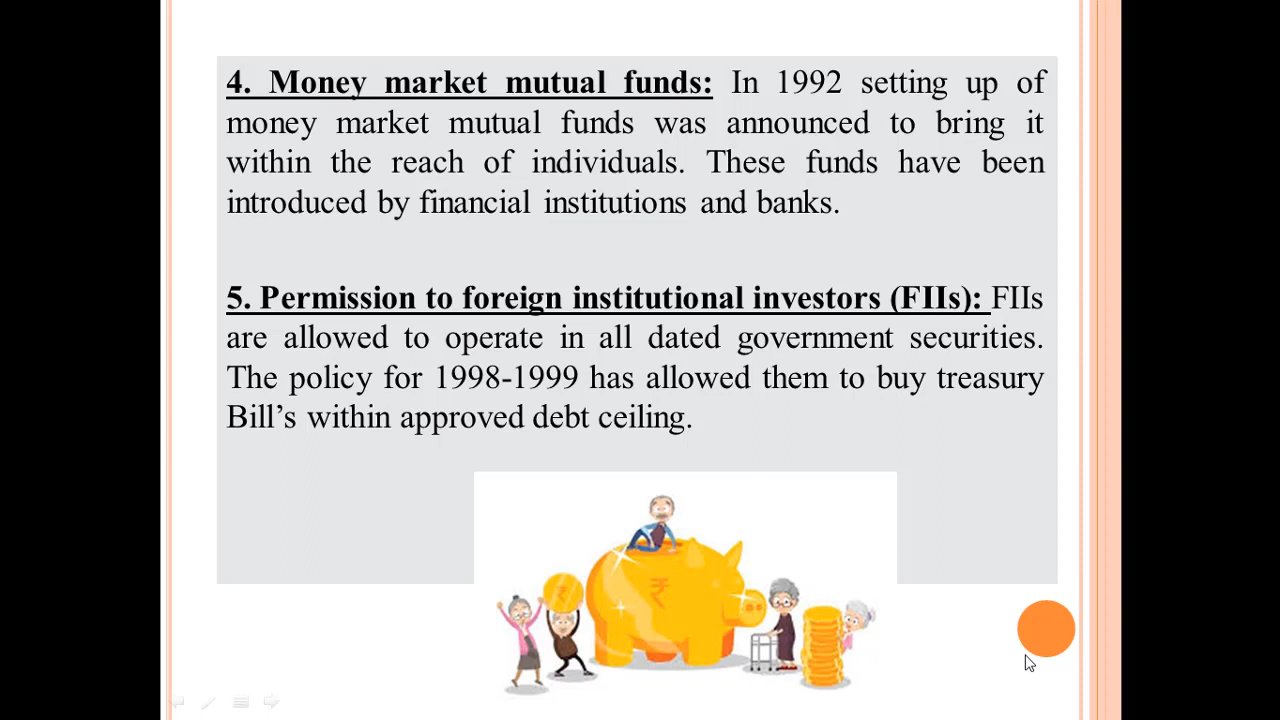 4. Money market mutual funds: In 1992 setting up of
money market mutual funds was announced to bring it
within the reach of individuals. These funds have been
introduced by financial institutions and banks.
5. Permission to foreign institutional investors (FIIs): FIIs
are allowed to operate in all dated government securities.
The policy for 1998-1999 has allowed them to buy treasury
Bill’s within approved debt ceiling.
₹
₹